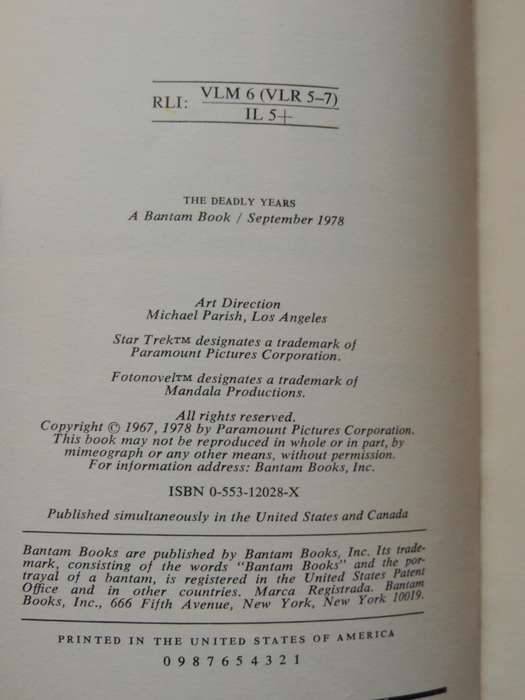 RLI: VLM 6 (VLR 5–7)
IL 5+
THE DEADLY YEARS
A Bantam Book / September 1978
Art Direction
Michael Parish, Los Angeles
Star Trek™ designates a trademark of
Paramount Pictures Corporation.
Fotonovel™ designates a trademark of
Mandala Productions.
All rights reserved.
Copyright © 1967, 1978 by Paramount Pictures Corporation.
This book may not be reproduced in whole or in part, by
mimeograph or any other means, without permission.
For information address: Bantam Books, Inc.
ISBN 0-553-12028-X
Published simultaneously in the United States and Canada
Bantam Books are published by Bantam Books, Inc. Its trade-
mark, consisting of the words "Bantam Books" and the por-
trayal of a bantam, is registered in the United States Patent
Office and in other countries. Marca Registrada. Bantam
Books, Inc., 666 Fifth Avenue, New York, New York 10019.
PRINTED IN THE UNITED STATES OF AMERICA
0 9 8 7 6 5 4 3 2 1